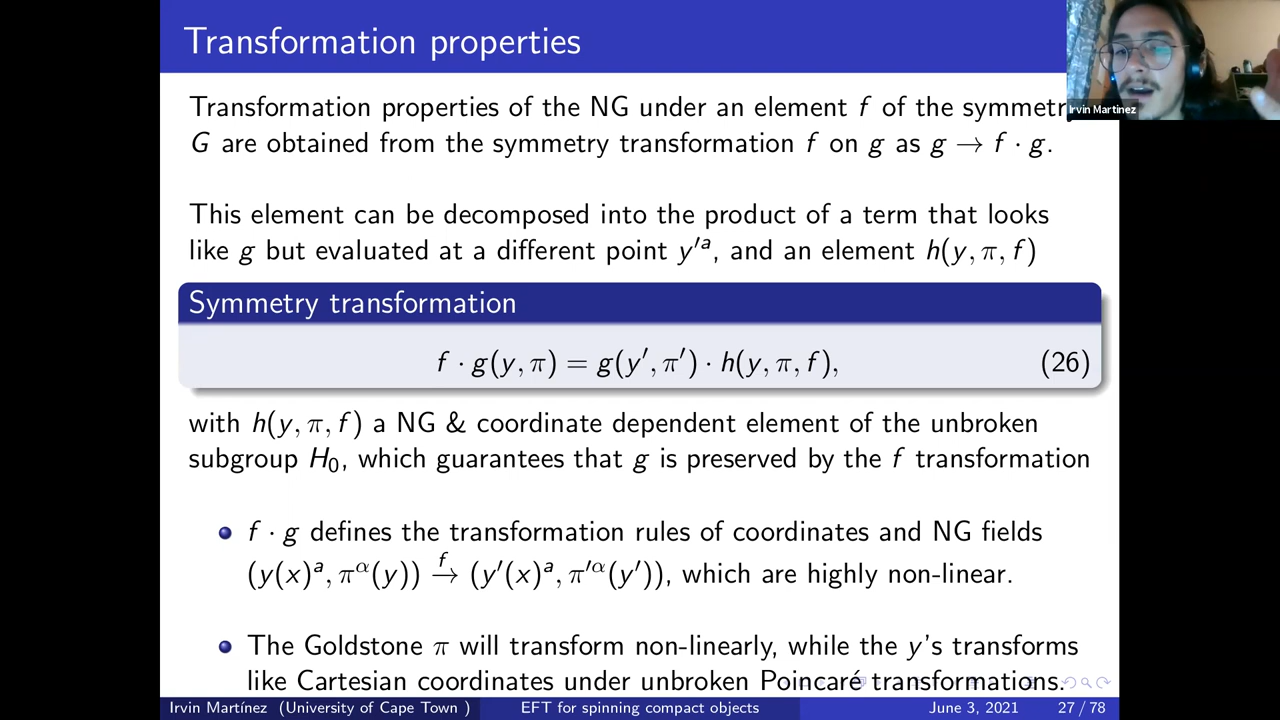 Transformation properties
Irvin Martinez
Transformation properties of the NG under an element f of the symmetr
G are obtained from the symmetry transformation f on g as g → f · g.
This element can be decomposed into the product of a term that looks
like g but evaluated at a different point y′ᵃ, and an element h(y, π, f)
Symmetry transformation
f · g(y, π) = g(y′, π′) · h(y, π, f), (26)
with h(y, π, f) a NG & coordinate dependent element of the unbroken
subgroup H₀, which guarantees that g is preserved by the f transformation
f · g defines the transformation rules of coordinates and NG fields
(y(x)ᵃ, πᵅ(y)) →ᶠ (y′(x)ᵃ, π′ᵅ(y′)), which are highly non-linear.
The Goldstone π will transform non-linearly, while the y's transforms
like Cartesian coordinates under unbroken Poincaré transformations.
Irvin Martínez (University of Cape Town ) EFT for spinning compact objects June 3, 2021 27 / 78